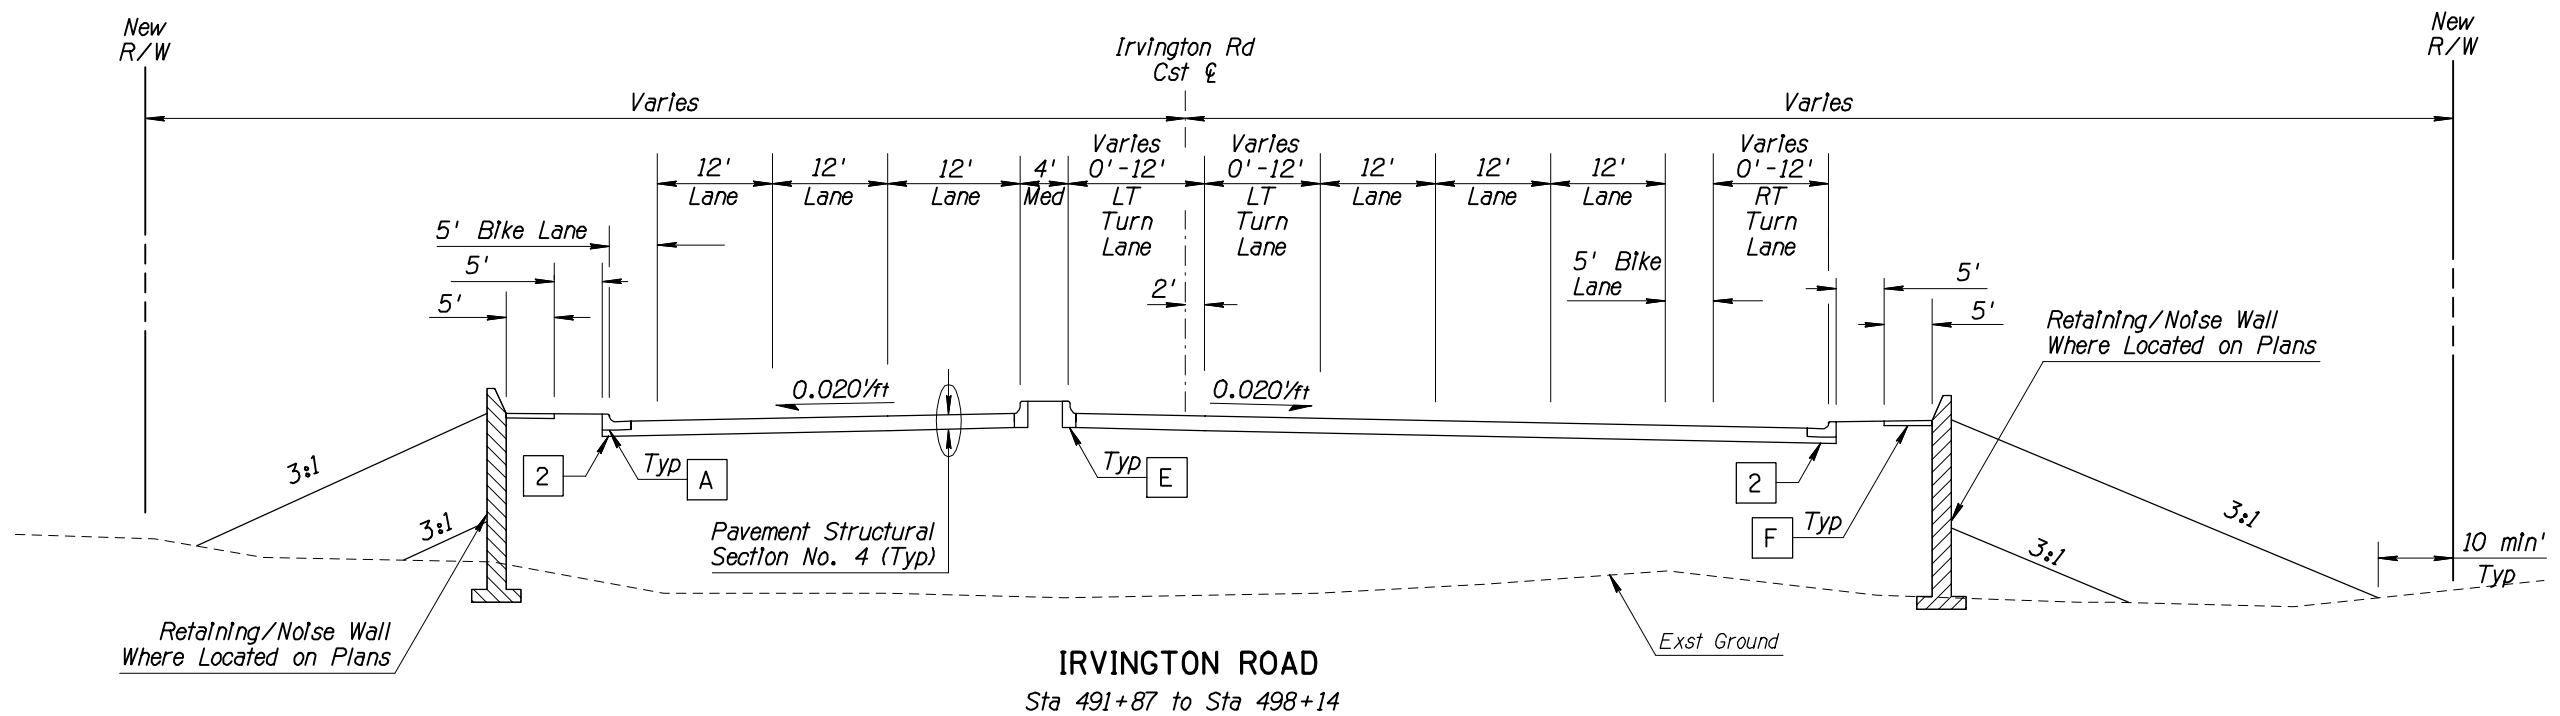 New
R/W
Irvington Rd
Cst ℄
New
R/W
Varies
Varies
12'
Lane
12'
Lane
12'
Lane
4'
Med
Varies
0'-12'
LT
Turn
Lane
Varies
0'-12'
LT
Turn
Lane
12'
Lane
12'
Lane
12'
Lane
Varies
0'-12'
RT
Turn
Lane
5' Bike Lane
5'
5'
2'
5' Bike
Lane
5'
5'
Retaining/Noise Wall
Where Located on Plans
0.020'/ft
0.020'/ft
3:1
3:1
2
Typ
A
Typ
E
2
F
Typ
3:1
3:1
Pavement Structural
Section No. 4 (Typ)
10 min'
Typ
Retaining/Noise Wall
Where Located on Plans
Exst Ground
IRVINGTON ROAD
Sta 491+87 to Sta 498+14